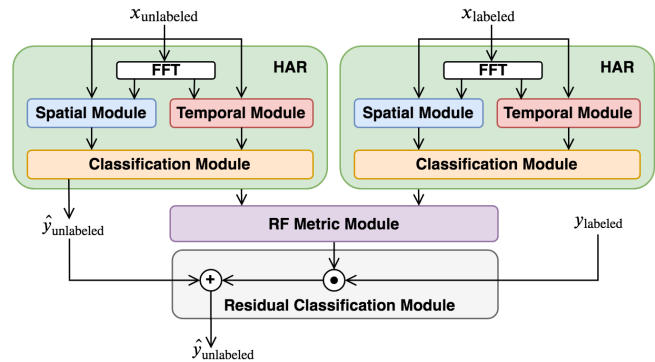 x_unlabeled
x_labeled
FFT
HAR
Spatial Module
Temporal Module
Classification Module
FFT
HAR
Spatial Module
Temporal Module
Classification Module
ŷ_unlabeled
RF Metric Module
y_labeled
+
Residual Classification Module
ŷ_unlabeled